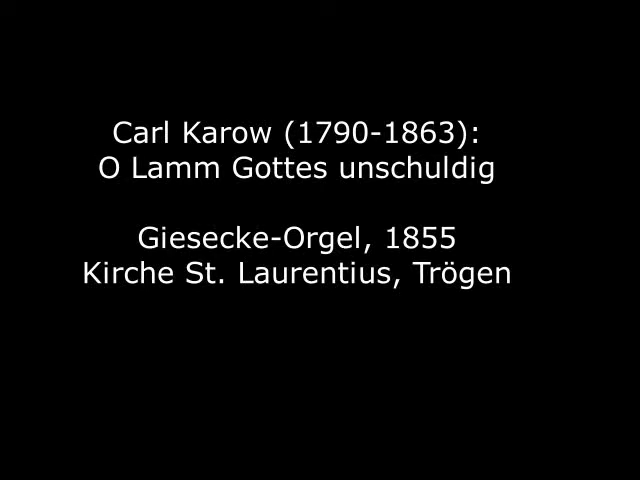 Carl Karow (1790-1863):
O Lamm Gottes unschuldig
Giesecke-Orgel, 1855
Kirche St. Laurentius, Trögen